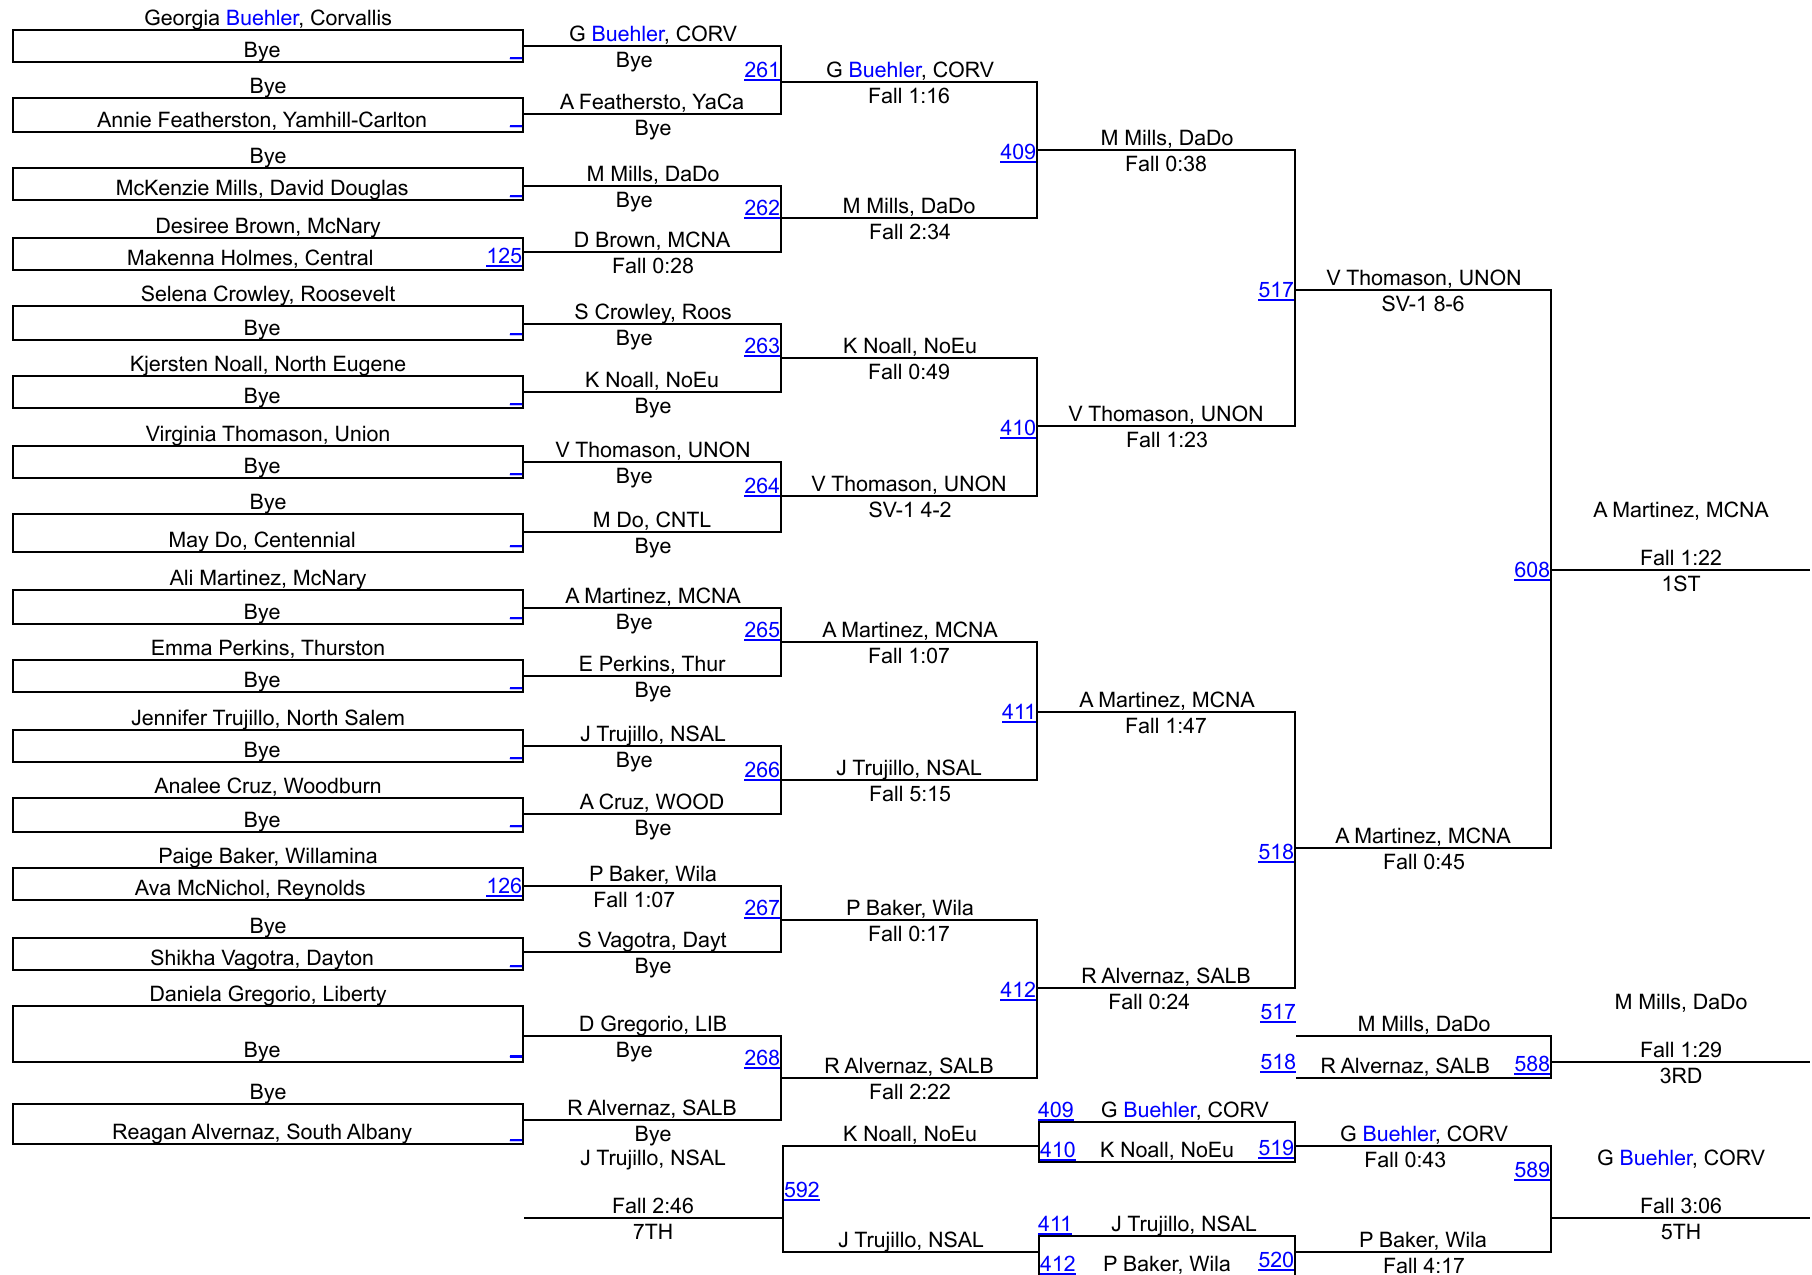 Georgia Buehler, Corvallis
Bye
Bye
Annie Featherston, Yamhill-Carlton
Bye
McKenzie Mills, David Douglas
Desiree Brown, McNary
Makenna Holmes, Central 125
Selena Crowley, Roosevelt
Bye
Kjersten Noall, North Eugene
Bye
Virginia Thomason, Union
Bye
Bye
May Do, Centennial
Ali Martinez, McNary
Bye
Emma Perkins, Thurston
Bye
Jennifer Trujillo, North Salem
Bye
Analee Cruz, Woodburn
Bye
Paige Baker, Willamina
Ava McNichol, Reynolds 126
Bye
Shikha Vagotra, Dayton
Daniela Gregorio, Liberty
Bye
Bye
Reagan Alvernaz, South Albany
G Buehler, CORV
Bye
261
A Feathersto, YaCa
Bye
M Mills, DaDo
Bye
262
D Brown, MCNA
Fall 0:28
S Crowley, Roos
Bye
263
K Noall, NoEu
Bye
V Thomason, UNON
Bye
264
M Do, CNTL
Bye
A Martinez, MCNA
Bye
265
E Perkins, Thur
Bye
J Trujillo, NSAL
Bye
266
A Cruz, WOOD
Bye
P Baker, Wila
Fall 1:07
267
S Vagotra, Dayt
Bye
D Gregorio, LIB
Bye
268
R Alvernaz, SALB
Bye
J Trujillo, NSAL
Fall 2:46
7TH
G Buehler, CORV
Fall 1:16
409
M Mills, DaDo
Fall 2:34
K Noall, NoEu
Fall 0:49
410
V Thomason, UNON
SV-1 4-2
A Martinez, MCNA
Fall 1:07
411
J Trujillo, NSAL
Fall 5:15
P Baker, Wila
Fall 0:17
412
R Alvernaz, SALB
Fall 2:22
K Noall, NoEu
592
J Trujillo, NSAL
M Mills, DaDo
Fall 0:38
517
V Thomason, UNON
Fall 1:23
A Martinez, MCNA
Fall 1:47
518
R Alvernaz, SALB
Fall 0:24
409 G Buehler, CORV
410 K Noall, NoEu 519
411 J Trujillo, NSAL
412 P Baker, Wila 520
V Thomason, UNON
SV-1 8-6
608
A Martinez, MCNA
Fall 0:45
517 M Mills, DaDo
518 R Alvernaz, SALB 588
G Buehler, CORV
Fall 0:43
589
P Baker, Wila
Fall 4:17
A Martinez, MCNA
Fall 1:22
1ST
M Mills, DaDo
Fall 1:29
3RD
G Buehler, CORV
Fall 3:06
5TH